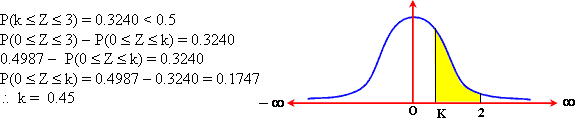 P(k ≤ Z ≤ 3) = 0.3240 < 0.5
P(0 ≤ Z ≤ 3) – P(0 ≤ Z ≤ k) = 0.3240
0.4987 – P(0 ≤ Z ≤ k) = 0.3240
P(0 ≤ Z ≤ k) = 0.4987 – 0.3240 = 0.1747
∴ k = 0.45
– ∞ O K 2 ∞